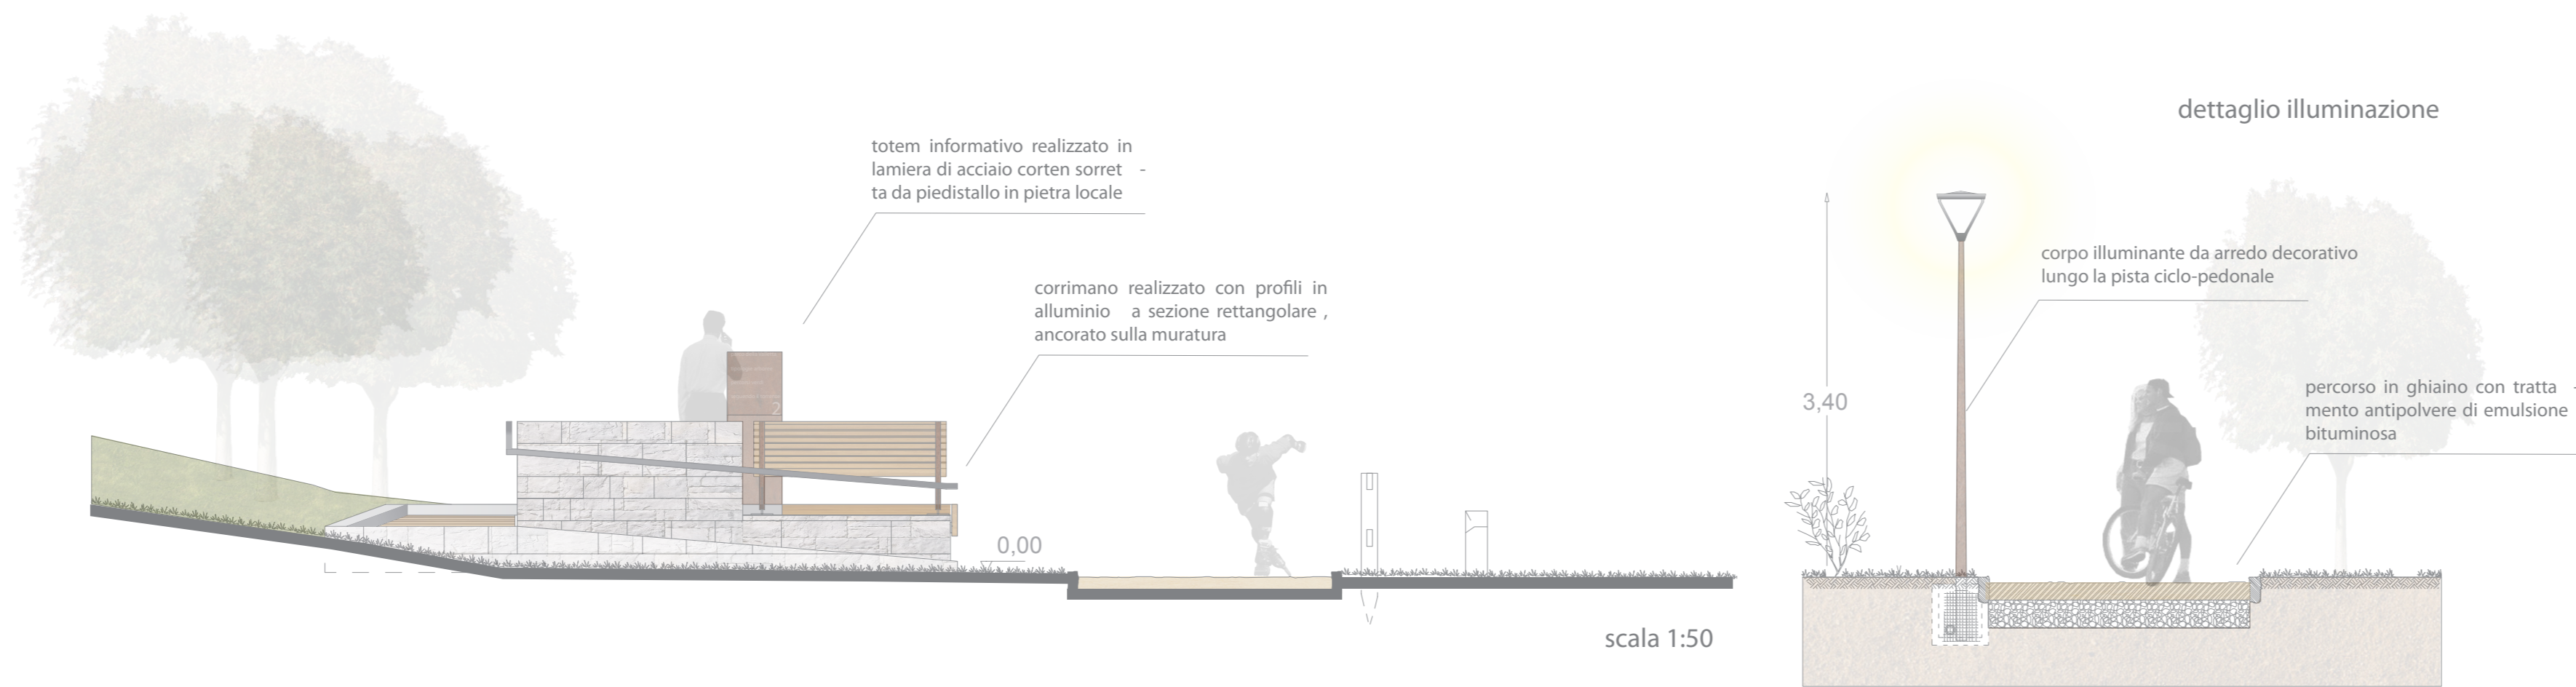 dettaglio illuminazione
totem informativo realizzato in
lamiera di acciaio corten sorret -
ta da piedistallo in pietra locale
corrimano realizzato con profili in
alluminio a sezione rettangolare ,
ancorato sulla muratura
corpo illuminante da arredo decorativo
lungo la pista ciclo-pedonale
percorso in ghiaino con tratta -
mento antipolvere di emulsione
bituminosa
3,40
2
0,00
scala 1:50